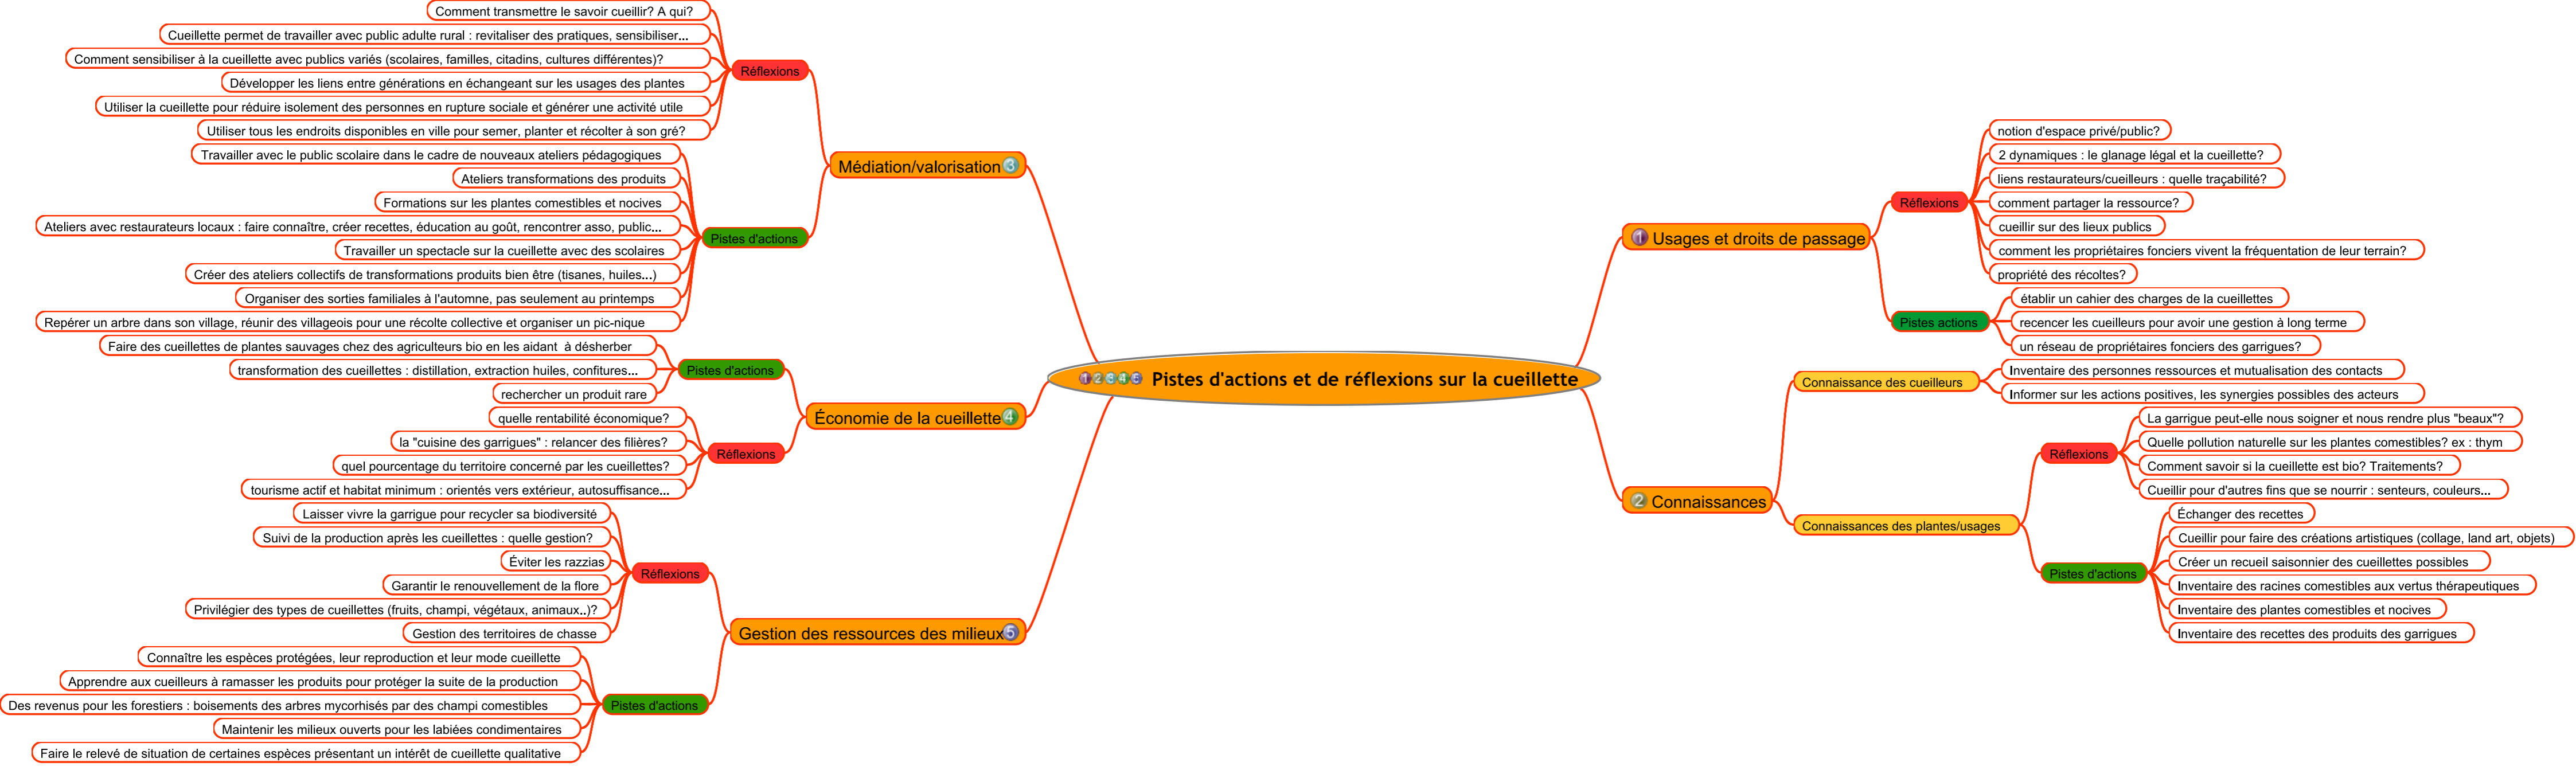 Pistes d'actions et de réflexions sur la cueillette
1 Usages et droits de passage
Réflexions
notion d'espace privé/public?
2 dynamiques : le glanage légal et la cueillette?
liens restaurateurs/cueilleurs : quelle traçabilité?
comment partager la ressource?
cueillir sur des lieux publics
comment les propriétaires fonciers vivent la fréquentation de leur terrain?
propriété des récoltes?
Pistes actions
établir un cahier des charges de la cueillettes
recencer les cueilleurs pour avoir une gestion à long terme
un réseau de propriétaires fonciers des garrigues?
2 Connaissances
Connaissance des cueilleurs
Inventaire des personnes ressources et mutualisation des contacts
Informer sur les actions positives, les synergies possibles des acteurs
Connaissances des plantes/usages
Réflexions
La garrigue peut-elle nous soigner et nous rendre plus "beaux"?
Quelle pollution naturelle sur les plantes comestibles? ex : thym
Comment savoir si la cueillette est bio? Traitements?
Cueillir pour d'autres fins que se nourrir : senteurs, couleurs...
Pistes d'actions
Échanger des recettes
Cueillir pour faire des créations artistiques (collage, land art, objets)
Créer un recueil saisonnier des cueillettes possibles
Inventaire des racines comestibles aux vertus thérapeutiques
Inventaire des plantes comestibles et nocives
Inventaire des recettes des produits des garrigues
Médiation/valorisation 3
Réflexions
Comment transmettre le savoir cueillir? A qui?
Cueillette permet de travailler avec public adulte rural : revitaliser des pratiques, sensibiliser...
Comment sensibiliser à la cueillette avec publics variés (scolaires, familles, citadins, cultures différentes)?
Développer les liens entre générations en échangeant sur les usages des plantes
Utiliser la cueillette pour réduire isolement des personnes en rupture sociale et générer une activité utile
Utiliser tous les endroits disponibles en ville pour semer, planter et récolter à son gré?
Pistes d'actions
Travailler avec le public scolaire dans le cadre de nouveaux ateliers pédagogiques
Ateliers transformations des produits
Formations sur les plantes comestibles et nocives
Ateliers avec restaurateurs locaux : faire connaître, créer recettes, éducation au goût, rencontrer asso, public...
Travailler un spectacle sur la cueillette avec des scolaires
Créer des ateliers collectifs de transformations produits bien être (tisanes, huiles...)
Organiser des sorties familiales à l'automne, pas seulement au printemps
Repérer un arbre dans son village, réunir des villageois pour une récolte collective et organiser un pic-nique
Économie de la cueillette 4
Pistes d'actions
Faire des cueillettes de plantes sauvages chez des agriculteurs bio en les aidant à désherber
transformation des cueillettes : distillation, extraction huiles, confitures...
rechercher un produit rare
Réflexions
quelle rentabilité économique?
la "cuisine des garrigues" : relancer des filières?
quel pourcentage du territoire concerné par les cueillettes?
tourisme actif et habitat minimum : orientés vers extérieur, autosuffisance...
Gestion des ressources des milieux 5
Réflexions
Laisser vivre la garrigue pour recycler sa biodiversité
Suivi de la production après les cueillettes : quelle gestion?
Éviter les razzias
Garantir le renouvellement de la flore
Privilégier des types de cueillettes (fruits, champi, végétaux, animaux..)?
Gestion des territoires de chasse
Pistes d'actions
Connaître les espèces protégées, leur reproduction et leur mode cueillette
Apprendre aux cueilleurs à ramasser les produits pour protéger la suite de la production
Des revenus pour les forestiers : boisements des arbres mycorhisés par des champi comestibles
Maintenir les milieux ouverts pour les labiées condimentaires
Faire le relevé de situation de certaines espèces présentant un intérêt de cueillette qualitative